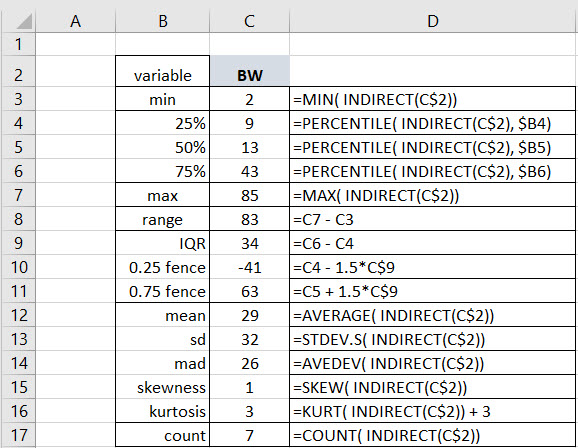 A B C D
1
2 variable BW
3 min 2 =MIN( INDIRECT(C$2))
4 25% 9 =PERCENTILE( INDIRECT(C$2), $B4)
5 50% 13 =PERCENTILE( INDIRECT(C$2), $B5)
6 75% 43 =PERCENTILE( INDIRECT(C$2), $B6)
7 max 85 =MAX( INDIRECT(C$2))
8 range 83 =C7 - C3
9 IQR 34 =C6 - C4
10 0.25 fence -41 =C4 - 1.5*C$9
11 0.75 fence 63 =C5 + 1.5*C$9
12 mean 29 =AVERAGE( INDIRECT(C$2))
13 sd 32 =STDEV.S( INDIRECT(C$2))
14 mad 26 =AVEDEV( INDIRECT(C$2))
15 skewness 1 =SKEW( INDIRECT(C$2))
16 kurtosis 3 =KURT( INDIRECT(C$2)) + 3
17 count 7 =COUNT( INDIRECT(C$2))